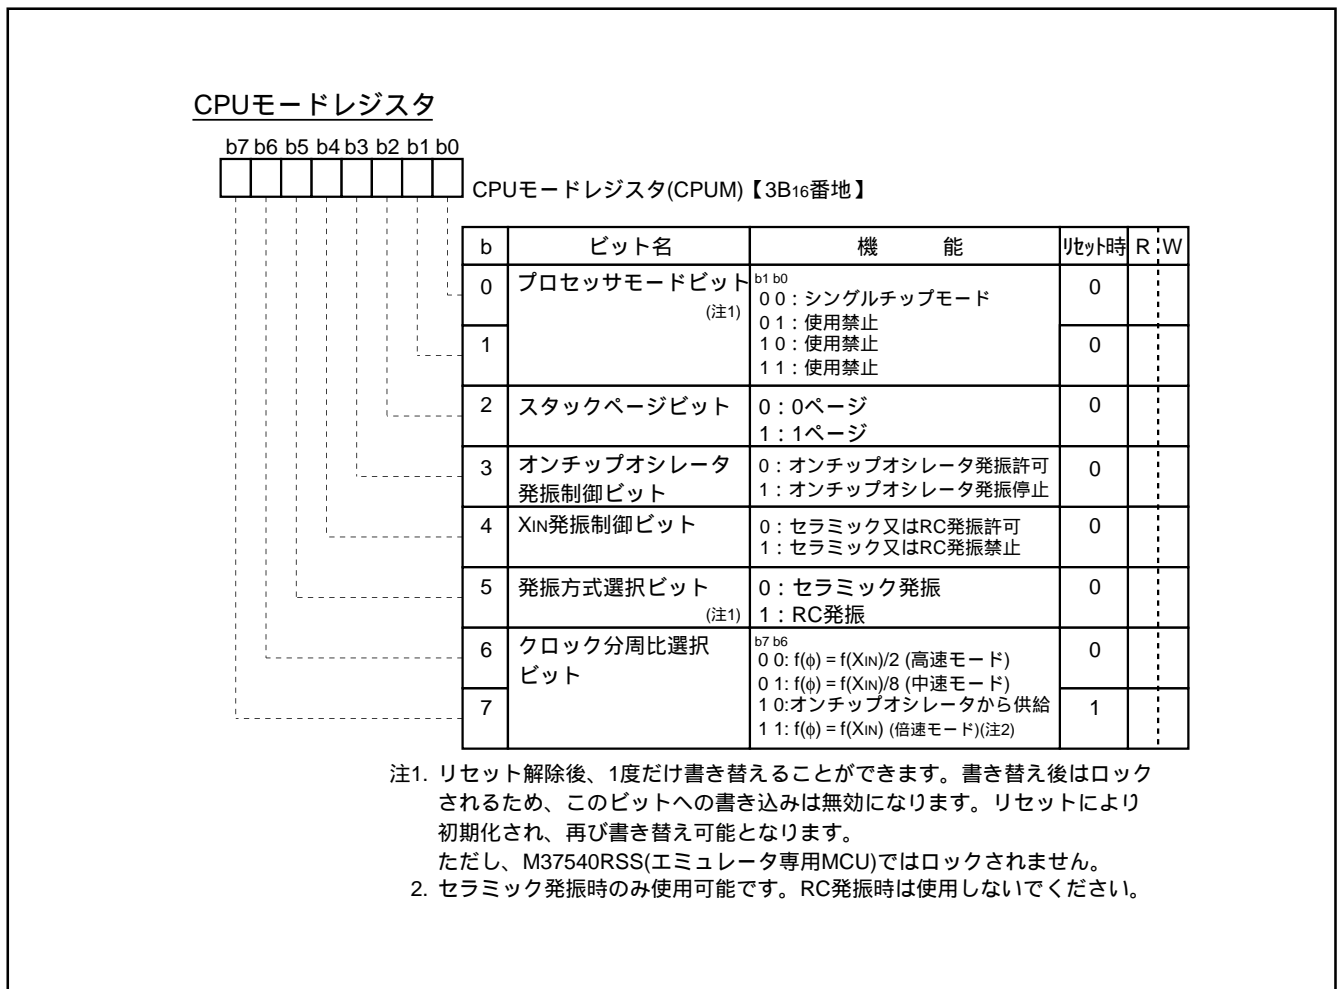 CPUモードレジスタ
b7 b6 b5 b4 b3 b2 b1 b0
CPUモードレジスタ(CPUM)【3B16番地】
b ビット名 機 能 リセット時 R W
0 プロセッサモードビット b1 b0 0
(注1) 0 0：シングルチップモード
0 1：使用禁止
1 1 0：使用禁止 0
1 1：使用禁止
2 スタックページビット 0：0ページ 0
1：1ページ
3 オンチップオシレータ 0：オンチップオシレータ発振許可 0
発振制御ビット 1：オンチップオシレータ発振停止
4 XIN発振制御ビット 0：セラミック又はRC発振許可 0
1：セラミック又はRC発振禁止
5 発振方式選択ビット 0：セラミック発振 0
(注1) 1：RC発振
6 クロック分周比選択 b7 b6 0
ビット 0 0: f(φ) = f(XIN)/2 (高速モード)
0 1: f(φ) = f(XIN)/8 (中速モード)
7 1 0:オンチップオシレータから供給 1
1 1: f(φ) = f(XIN) (倍速モード)(注2)
注1. リセット解除後、1度だけ書き替えることができます。書き替え後はロック
されるため、このビットへの書き込みは無効になります。リセットにより
初期化され、再び書き替え可能となります。
ただし、M37540RSS(エミュレータ専用MCU)ではロックされません。
2. セラミック発振時のみ使用可能です。RC発振時は使用しないでください。